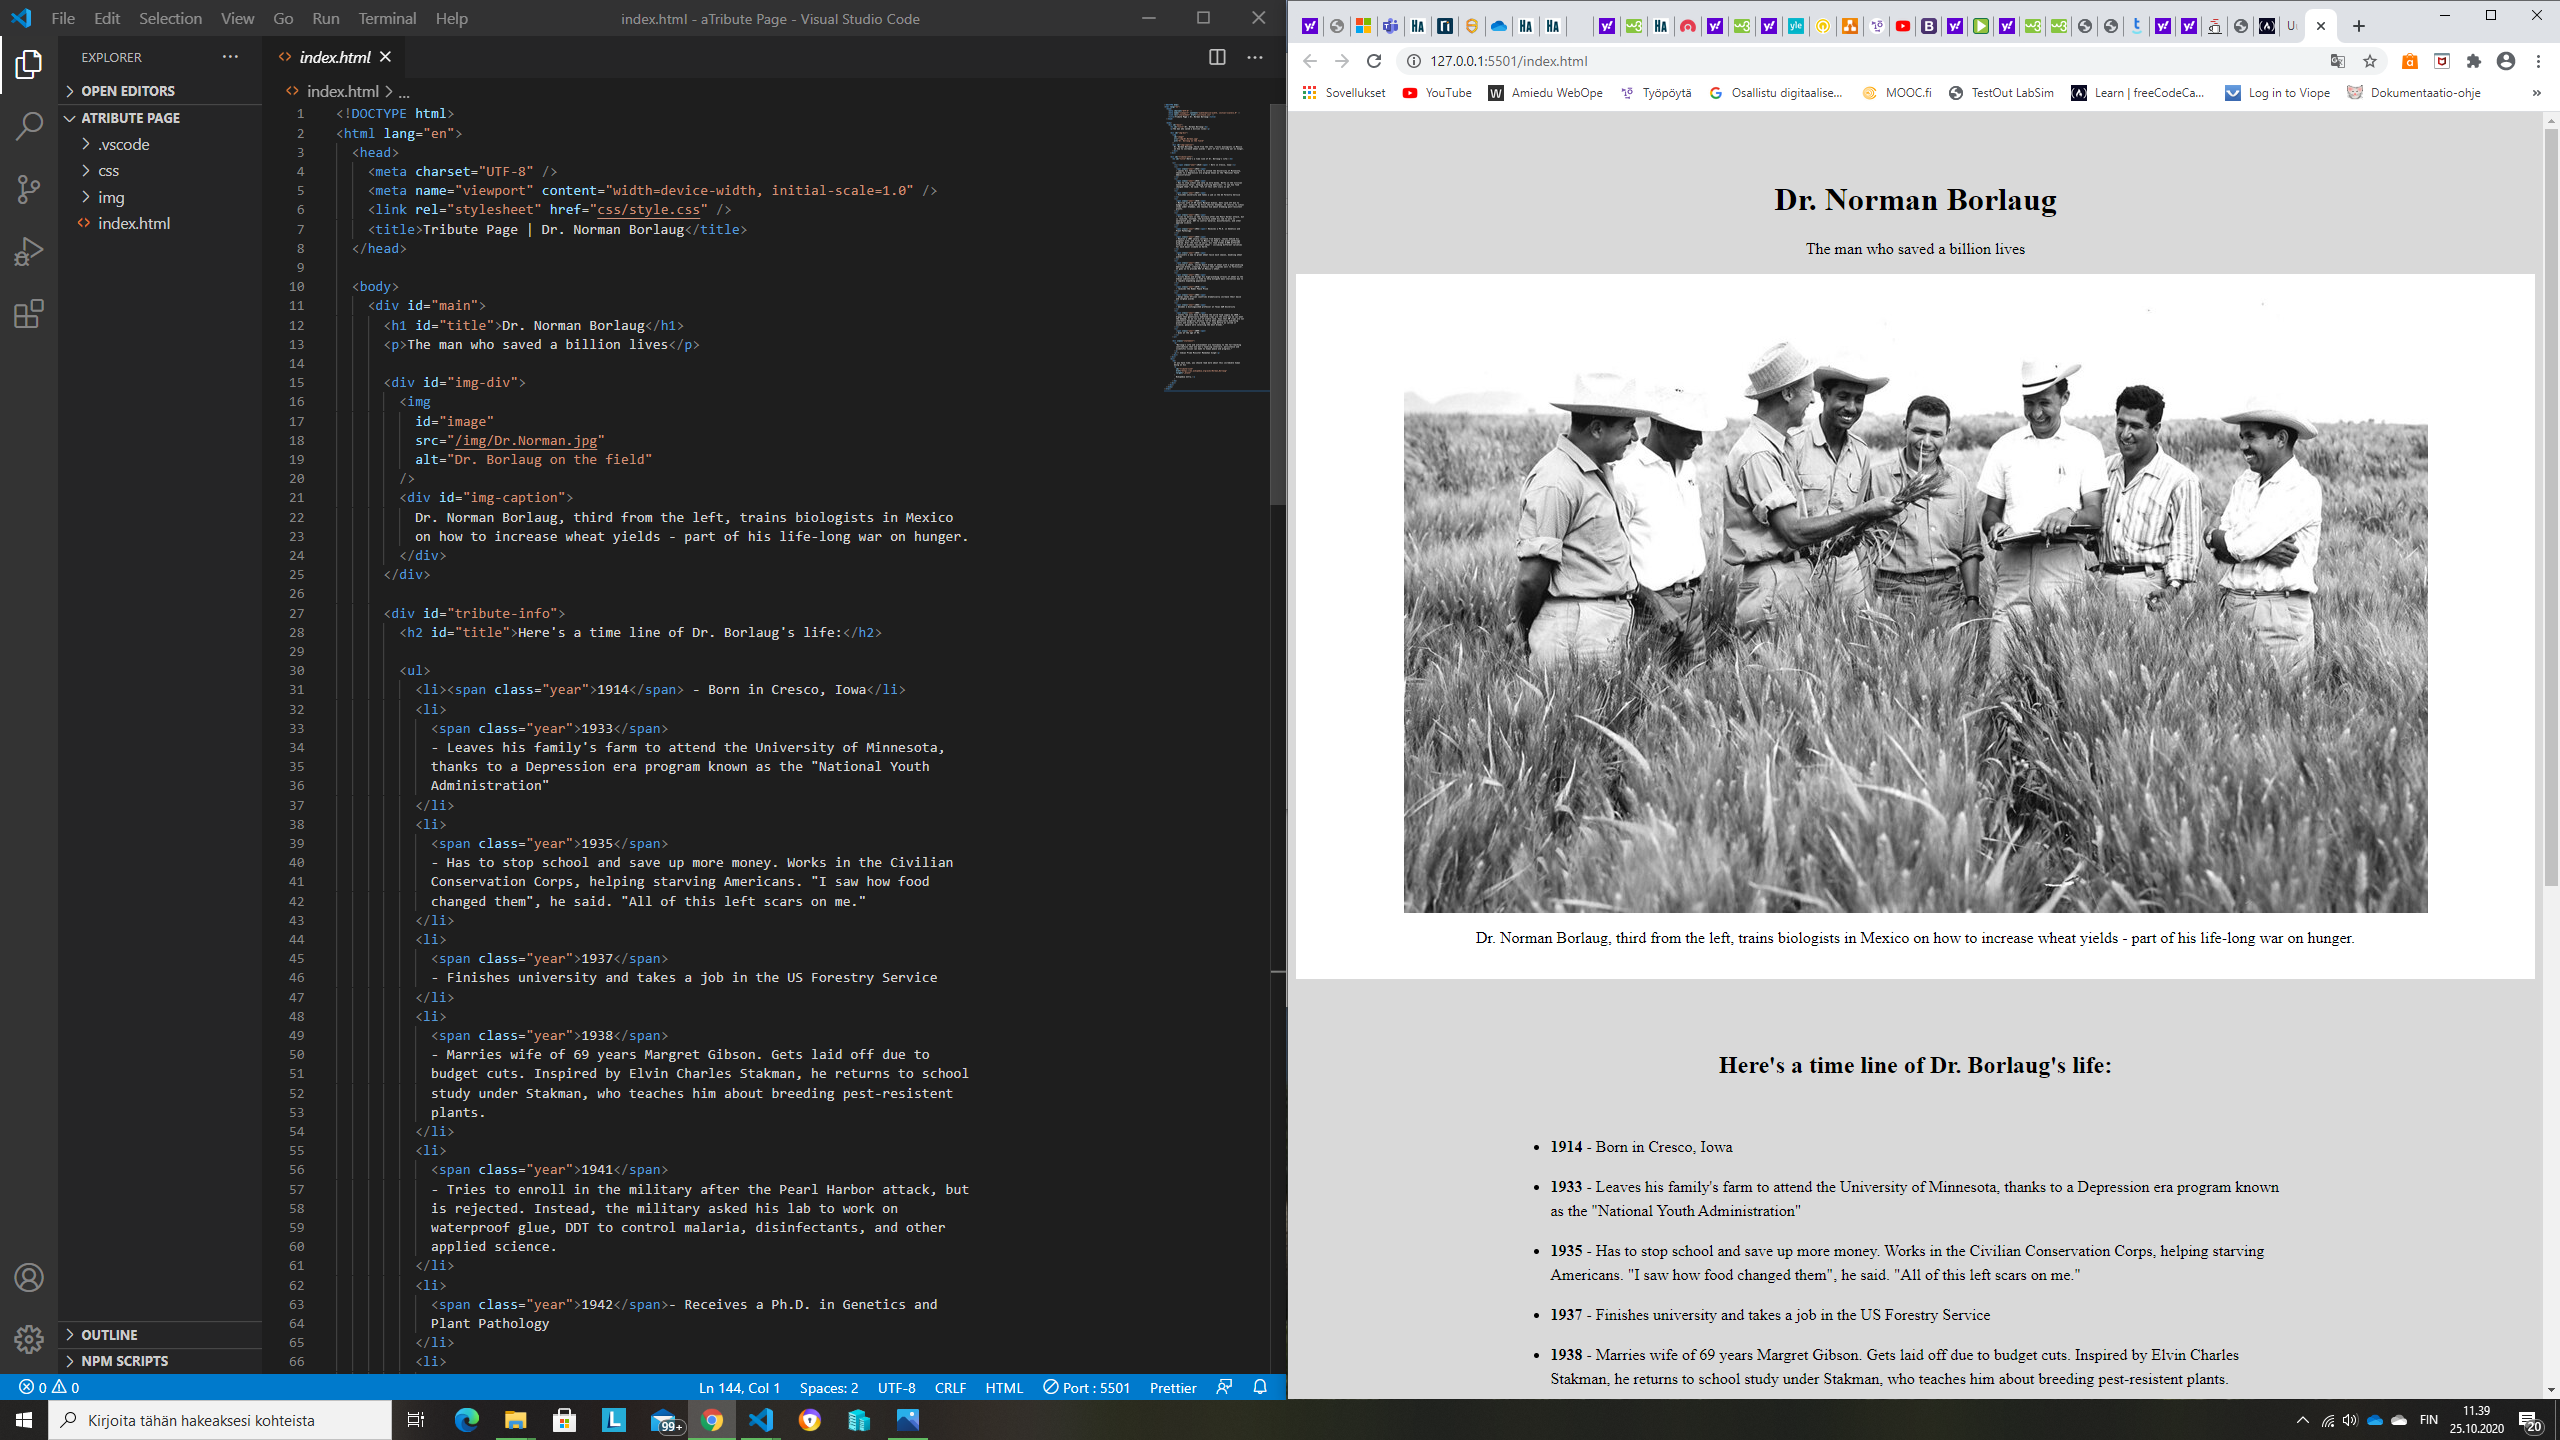 File Edit Selection View Go Run Terminal Help
index.html - aTribute Page - Visual Studio Code
EXPLORER
OPEN EDITORS
ATRIBUTE PAGE
.vscode
css
img
index.html
OUTLINE
NPM SCRIPTS
index.html
index.html > ...
1 <!DOCTYPE html>
2 <html lang="en">
3 <head>
4 <meta charset="UTF-8" />
5 <meta name="viewport" content="width=device-width, initial-scale=1.0" />
6 <link rel="stylesheet" href="css/style.css" />
7 <title>Tribute Page | Dr. Norman Borlaug</title>
8 </head>
9
10 <body>
11 <div id="main">
12 <h1 id="title">Dr. Norman Borlaug</h1>
13 <p>The man who saved a billion lives</p>
14
15 <div id="img-div">
16 <img
17 id="image"
18 src="/img/Dr.Norman.jpg"
19 alt="Dr. Borlaug on the field"
20 />
21 <div id="img-caption">
22 Dr. Norman Borlaug, third from the left, trains biologists in Mexico
23 on how to increase wheat yields - part of his life-long war on hunger.
24 </div>
25 </div>
26
27 <div id="tribute-info">
28 <h2 id="title">Here's a time line of Dr. Borlaug's life:</h2>
29
30 <ul>
31 <li><span class="year">1914</span> - Born in Cresco, Iowa</li>
32 <li>
33 <span class="year">1933</span>
34 - Leaves his family's farm to attend the University of Minnesota,
35 thanks to a Depression era program known as the "National Youth
36 Administration"
37 </li>
38 <li>
39 <span class="year">1935</span>
40 - Has to stop school and save up more money. Works in the Civilian
41 Conservation Corps, helping starving Americans. "I saw how food
42 changed them", he said. "All of this left scars on me."
43 </li>
44 <li>
45 <span class="year">1937</span>
46 - Finishes university and takes a job in the US Forestry Service
47 </li>
48 <li>
49 <span class="year">1938</span>
50 - Marries wife of 69 years Margret Gibson. Gets laid off due to
51 budget cuts. Inspired by Elvin Charles Stakman, he returns to school
52 study under Stakman, who teaches him about breeding pest-resistent
53 plants.
54 </li>
55 <li>
56 <span class="year">1941</span>
57 - Tries to enroll in the military after the Pearl Harbor attack, but
58 is rejected. Instead, the military asked his lab to work on
59 waterproof glue, DDT to control malaria, disinfectants, and other
60 applied science.
61 </li>
62 <li>
63 <span class="year">1942</span>- Receives a Ph.D. in Genetics and
64 Plant Pathology
65 </li>
66 <li>
0 0 Ln 144, Col 1 Spaces: 2 UTF-8 CRLF HTML Port : 5501 Prettier
127.0.0.1:5501/index.html
Sovellukset YouTube Amiedu WebOpe Työpöytä Osallistu digitaalise... MOOC.fi TestOut LabSim Learn | freeCodeCa... Log in to Viope Dokumentaatio-ohje »
Dr. Norman Borlaug
The man who saved a billion lives
Dr. Norman Borlaug, third from the left, trains biologists in Mexico on how to increase wheat yields - part of his life-long war on hunger.
Here's a time line of Dr. Borlaug's life:
1914 - Born in Cresco, Iowa
1933 - Leaves his family's farm to attend the University of Minnesota, thanks to a Depression era program known
as the "National Youth Administration"
1935 - Has to stop school and save up more money. Works in the Civilian Conservation Corps, helping starving
Americans. "I saw how food changed them", he said. "All of this left scars on me."
1937 - Finishes university and takes a job in the US Forestry Service
1938 - Marries wife of 69 years Margret Gibson. Gets laid off due to budget cuts. Inspired by Elvin Charles
Stakman, he returns to school study under Stakman, who teaches him about breeding pest-resistent plants.
Kirjoita tähän hakeaksesi kohteista
99+
FIN
11.39
25.10.2020
20